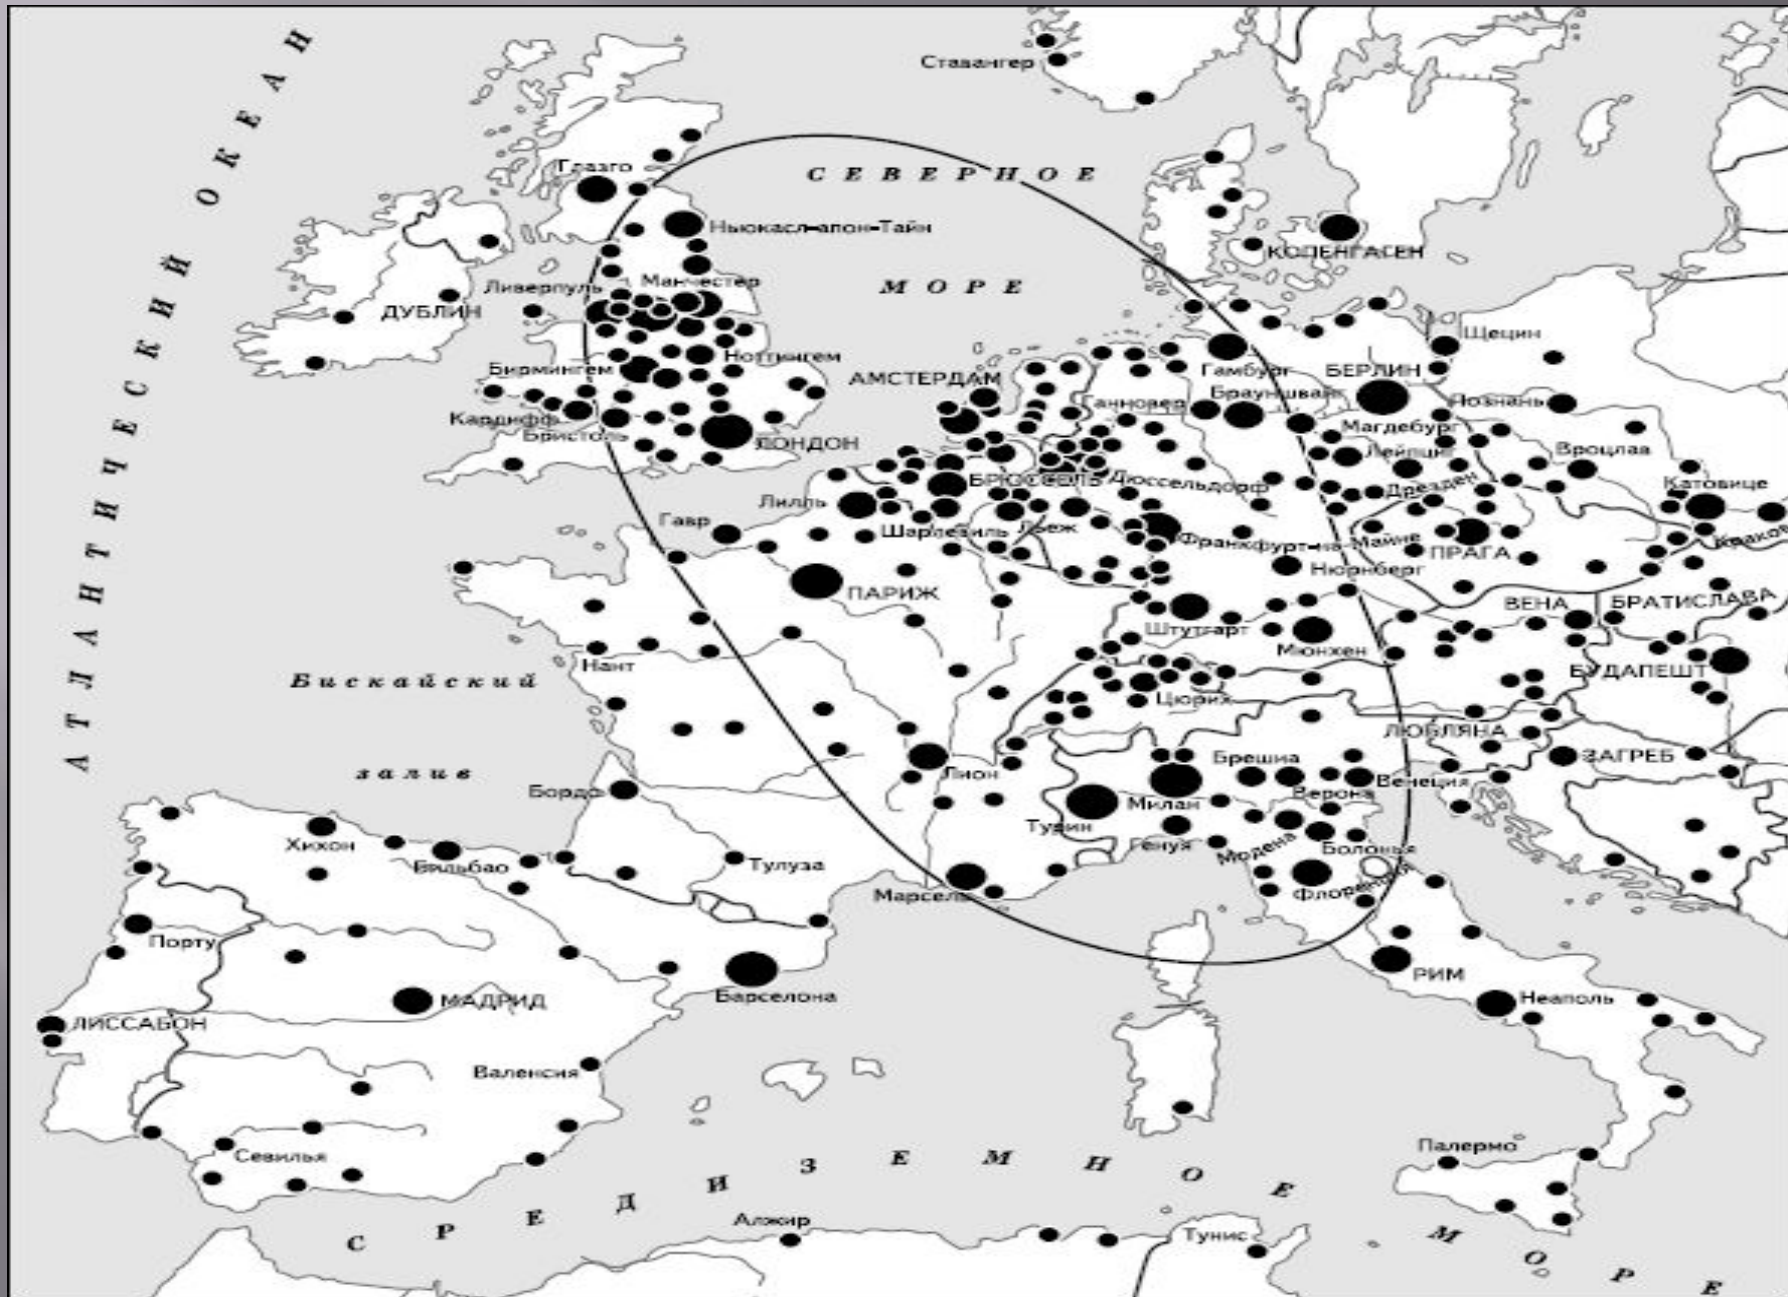 АТЛАНТИЧЕСКИЙ ОКЕАН
Ставангер
Глазго
СЕВЕРНОЕ
МОРЕ
Ньюкасл-апон-Тайн
КОПЕНГАГЕН
Ливерпуль
Манчестер
ДУБЛИН
Щецин
Ноттингем
Бирмингем
Гамбург
БЕРЛИН
АМСТЕРДАМ
Ганновер
Брауншвайг
Познань
Кардифф
Бристоль
ЛОНДОН
Магдебург
Лейпциг
Вроцлав
БРЮССЕЛЬ
Дюссельдорф
Дрезден
Катовице
Лилль
Гавр
Шарлевиль
Льеж
Франкфурт-на-Майне
ПРАГА
Краков
Нюрнберг
ПАРИЖ
ВЕНА
БРАТИСЛАВА
Штутгарт
Мюнхен
Нант
БУДАПЕШТ
Бискайский
залив
Цюрих
ЛЮБЛЯНА
ЗАГРЕБ
Брешиа
Лион
Венеция
Бордо
Милан
Верона
Турин
Хихон
Генуя
Модена
Болонья
Бильбао
Тулуза
Марсель
Флоренция
Порту
РИМ
МАДРИД
Барселона
Неаполь
ЛИССАБОН
Валенсия
Палермо
Севилья
СРЕДИЗЕМНОЕ МОРЕ
Алжир
Тунис